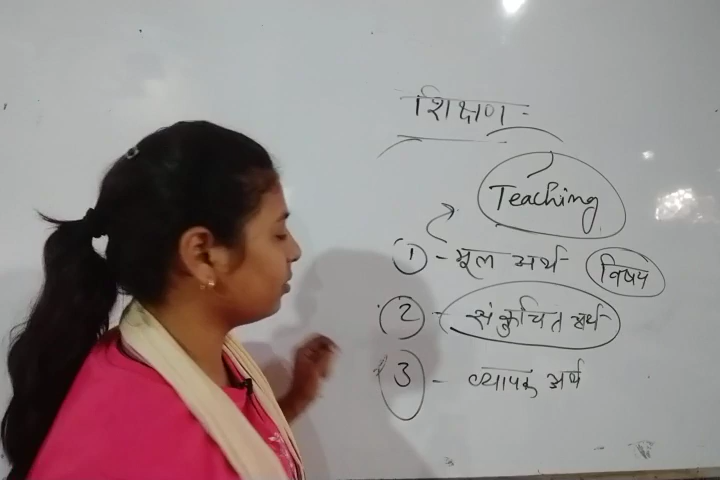 शिक्षण -
Teaching
① - मूल अर्थ विषय
② - संकुचित अर्थ
3 - व्यापक अर्थ